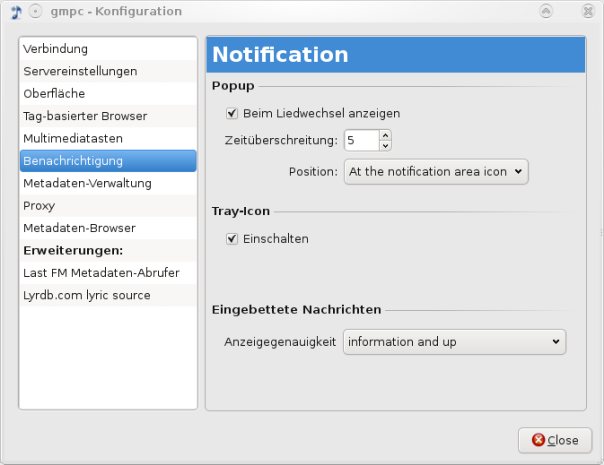 gmpc - Konfiguration
Verbindung
Servereinstellungen
Oberfläche
Tag-basierter Browser
Multimediatasten
Benachrichtigung
Metadaten-Verwaltung
Proxy
Metadaten-Browser
Erweiterungen:
Last FM Metadaten-Abrufer
Lyrdb.com lyric source
Notification
Popup
Beim Liedwechsel anzeigen
Zeitüberschreitung: 5
Position: At the notification area icon
Tray-Icon
Einschalten
Eingebettete Nachrichten
Anzeigegenauigkeit information and up
Close